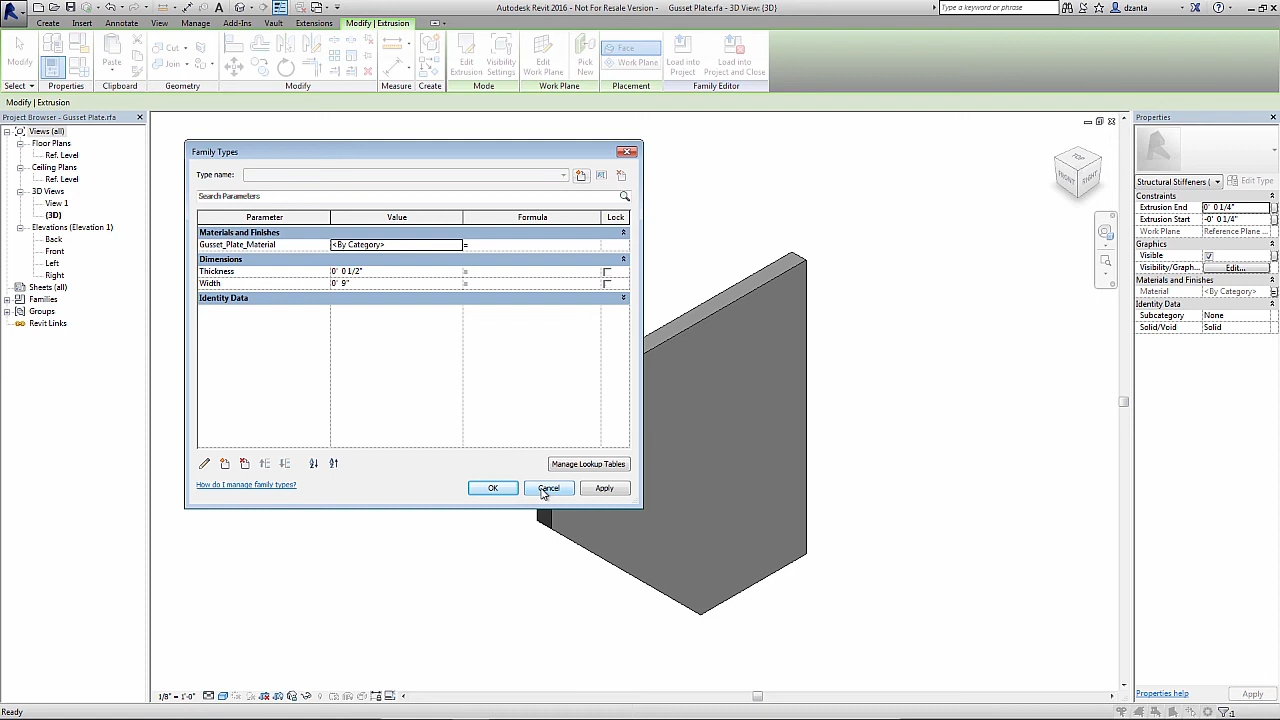 Autodesk Revit 2016 - Not For Resale Version - Gusset Plate.rfa - 3D View: {3D}
Type a keyword or phrase
dzanta
Create Insert Annotate View Manage Add-Ins Vault Extensions Modify | Extrusion
Modify
Paste
Cut
Join
Edit Extrusion
Visibility Settings
Edit Work Plane
Pick New
Face
Work Plane
Load into Project
Load into Project and Close
Select Properties Clipboard Geometry Modify Measure Create Mode Work Plane Placement Family Editor
Modify | Extrusion
Project Browser - Gusset Plate.rfa
Views (all)
Floor Plans
Ref. Level
Ceiling Plans
Ref. Level
3D Views
View 1
{3D}
Elevations (Elevation 1)
Back
Front
Left
Right
Sheets (all)
Families
Groups
Revit Links
Family Types
Type name:
Search Parameters
Parameter Value Formula Lock
Materials and Finishes
Gusset_Plate_Material <By Category> =
Dimensions
Thickness 0' 0 1/2" =
Width 0' 9" =
Identity Data
Manage Lookup Tables
How do I manage family types?
OK Cancel Apply
TOP
FRONT RIGHT
Properties
Structural Stiffeners ( Edit Type
Constraints
Extrusion End 0' 0 1/4"
Extrusion Start -0' 0 1/4"
Work Plane Reference Plane ...
Graphics
Visible
Visibility/Graph... Edit...
Materials and Finishes
Material <By Category>
Identity Data
Subcategory None
Solid/Void Solid
Properties help Apply
1/8" = 1'-0"
Ready
:1